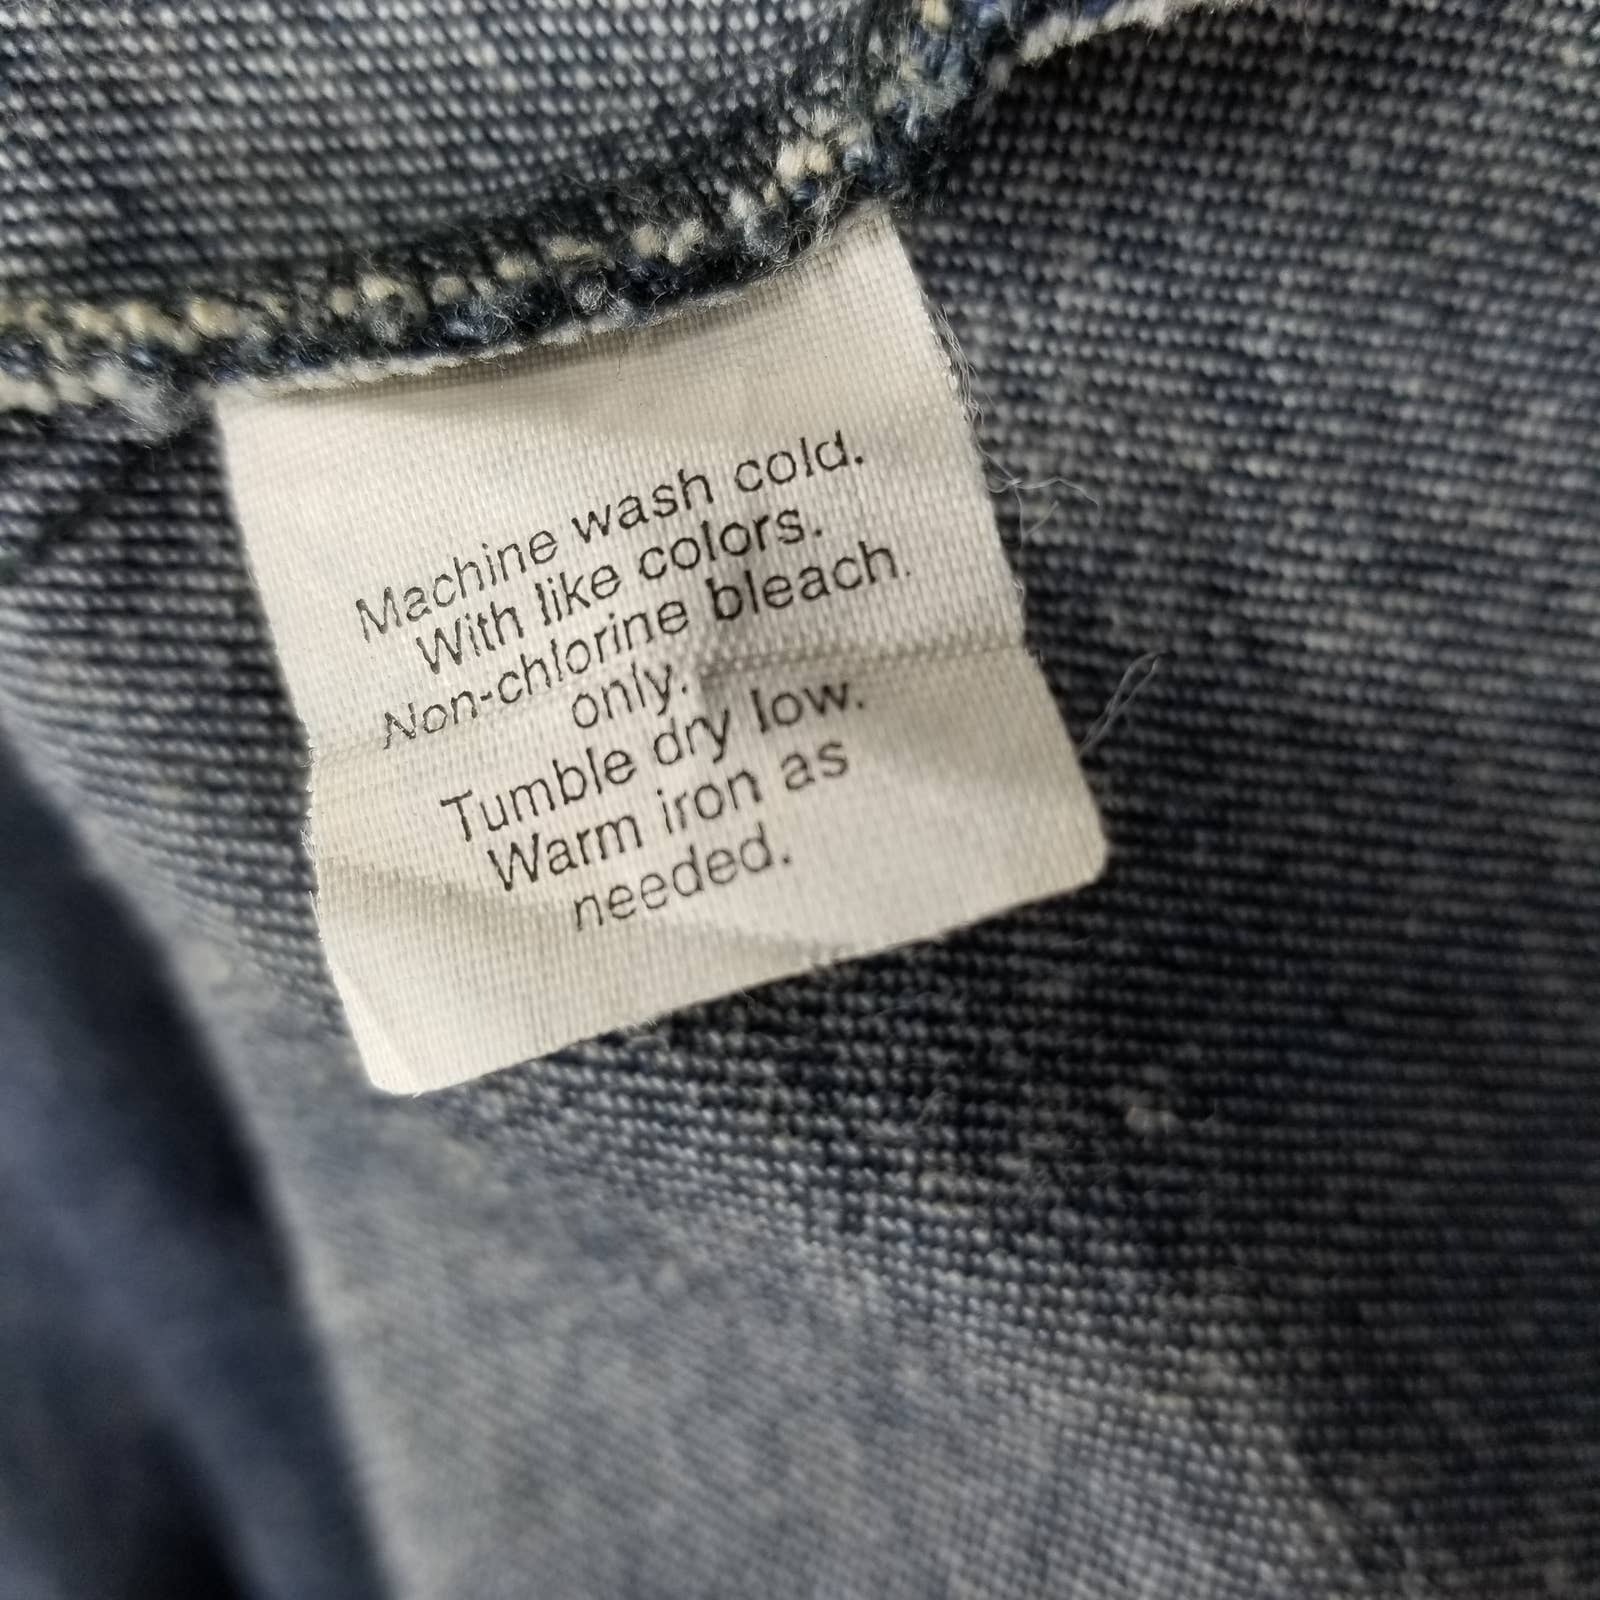 Machine wash cold.
With like colors.
Non-chlorine bleach.
only.
Tumble dry low.
Warm iron as
needed.